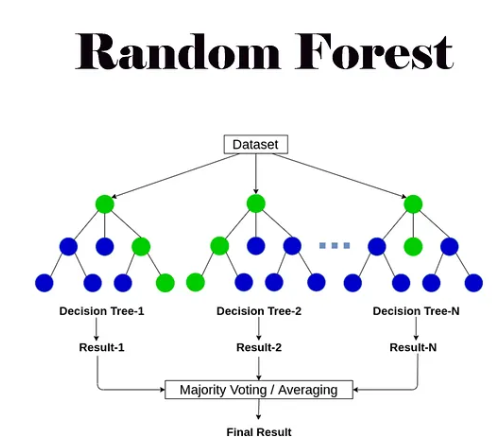 Random Forest
Dataset
Decision Tree-1 Decision Tree-2 Decision Tree-N
Result-1 Result-2 Result-N
Majority Voting / Averaging
Final Result